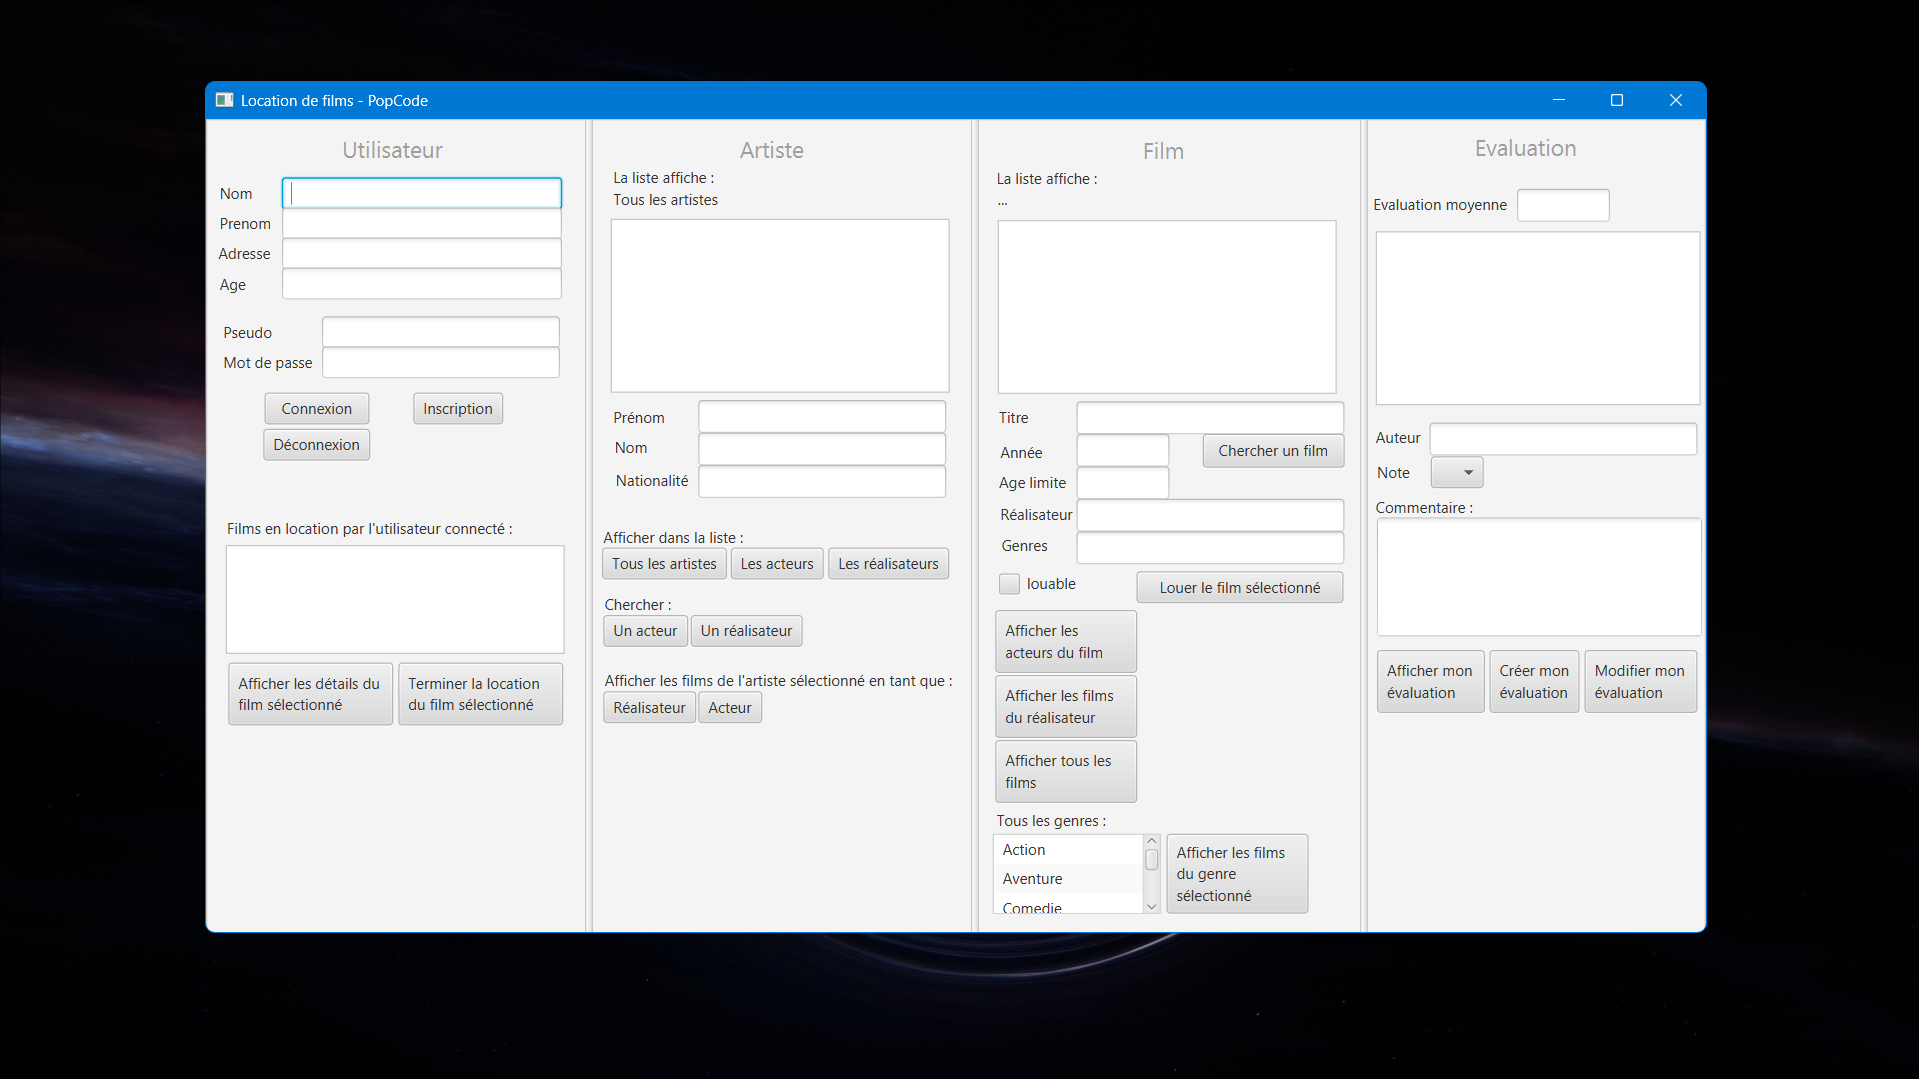 Location de films - PopCode
Utilisateur
Nom
Prenom
Adresse
Age
Pseudo
Mot de passe
Connexion
Inscription
Déconnexion
Films en location par l'utilisateur connecté :
Afficher les détails du
film sélectionné
Terminer la location
du film sélectionné
Artiste
La liste affiche :
Tous les artistes
Prénom
Nom
Nationalité
Afficher dans la liste :
Tous les artistes
Les acteurs
Les réalisateurs
Chercher :
Un acteur
Un réalisateur
Afficher les films de l'artiste sélectionné en tant que :
Réalisateur
Acteur
Film
La liste affiche :
...
Titre
Année
Chercher un film
Age limite
Réalisateur
Genres
louable
Louer le film sélectionné
Afficher les
acteurs du film
Afficher les films
du réalisateur
Afficher tous les
films
Tous les genres :
Action
Aventure
Comedie
Afficher les films
du genre
sélectionné
Evaluation
Evaluation moyenne
Auteur
Note
Commentaire :
Afficher mon
évaluation
Créer mon
évaluation
Modifier mon
évaluation